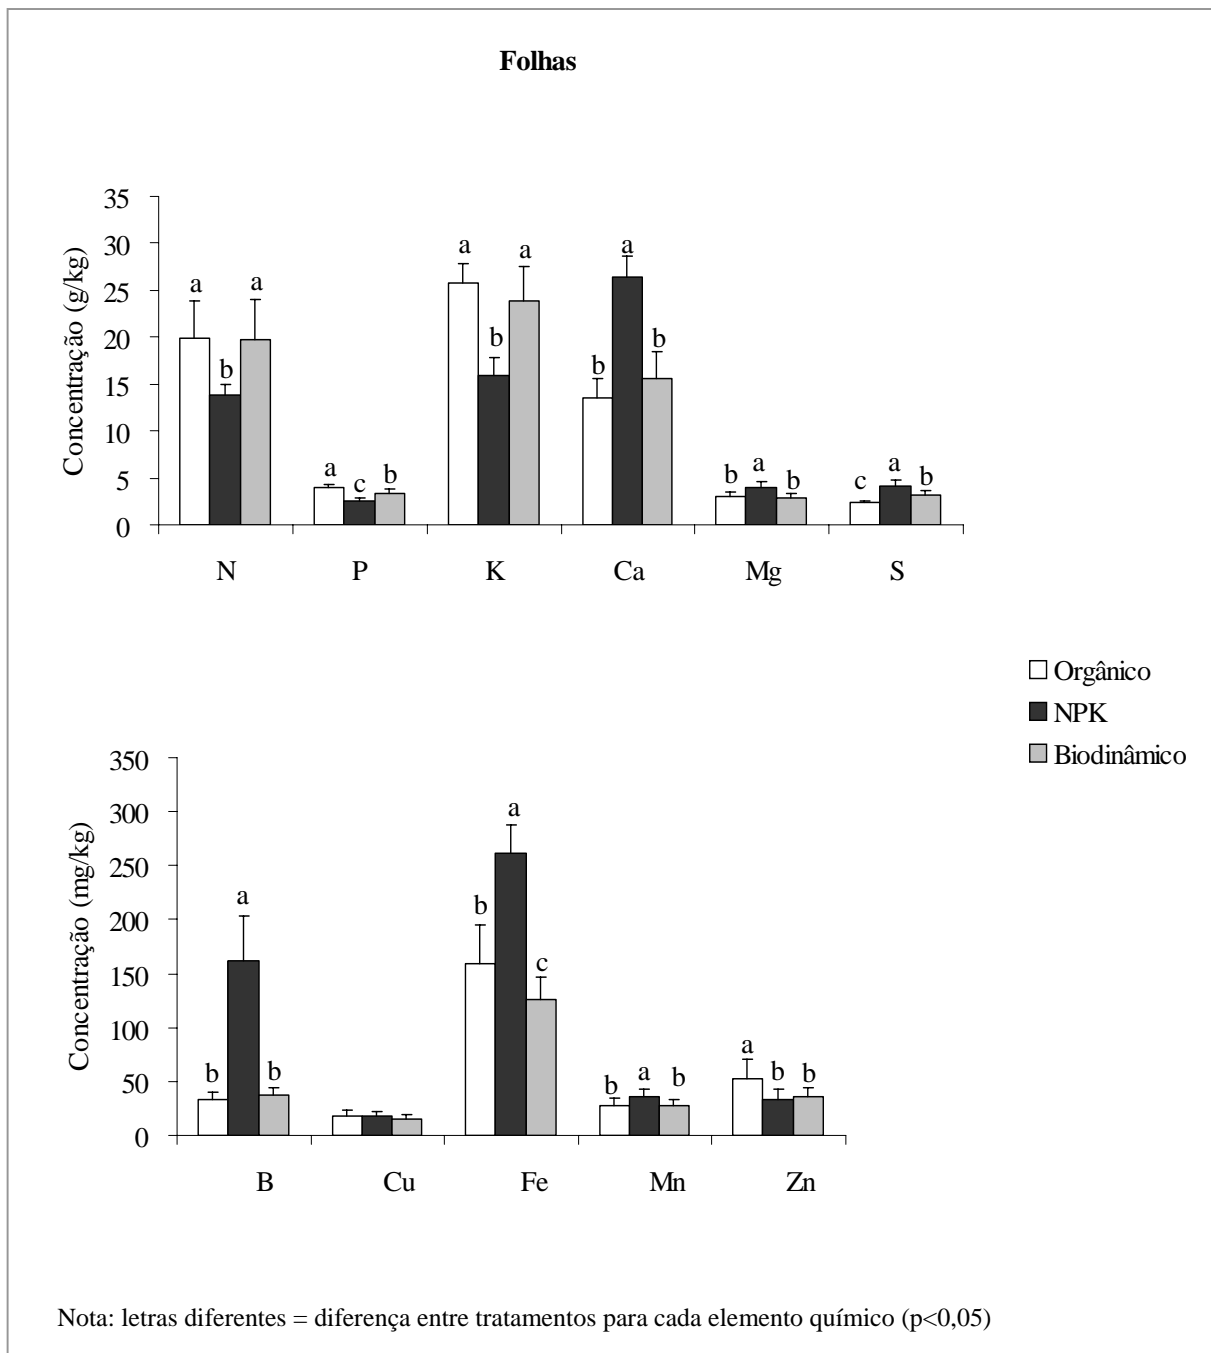 Folhas
35
30
25
20
15
10
5
0
Concentração (g/kg)
a b a
a c b
a b a
b a b
b a b
c a b
N P K Ca Mg S
Orgânico
NPK
Biodinâmico
350
300
250
200
150
100
50
0
Concentração (mg/kg)
b a b
b a c
b a b
a b b
B Cu Fe Mn Zn
Nota: letras diferentes = diferença entre tratamentos para cada elemento químico (p<0,05)